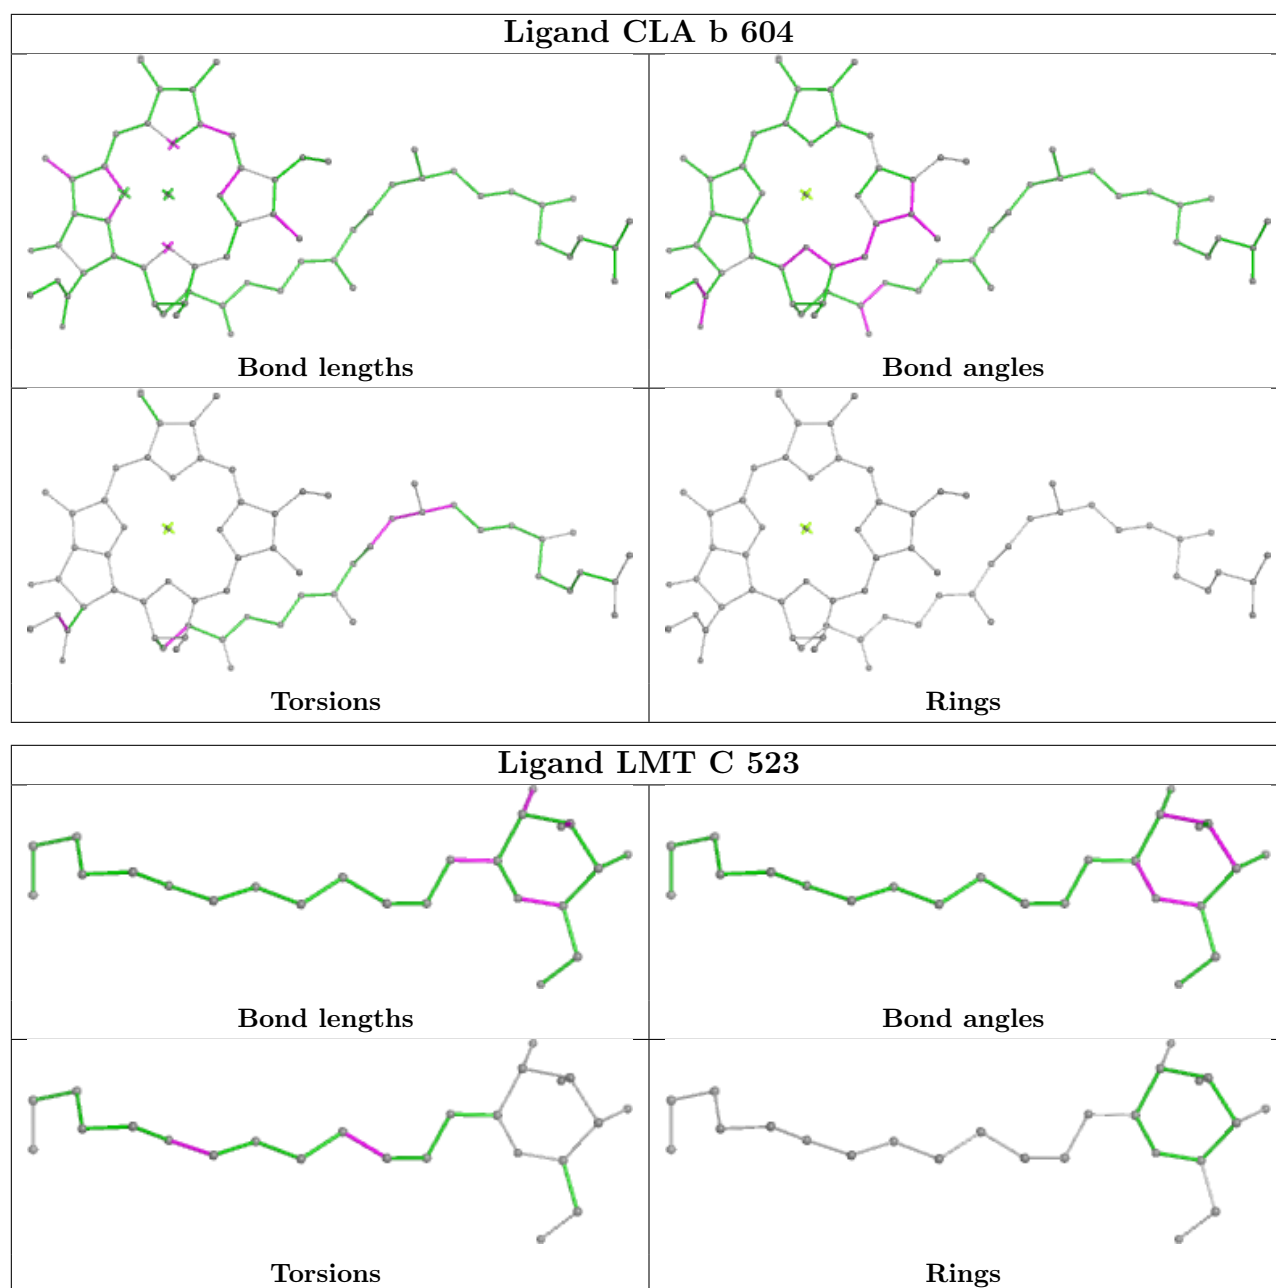 Ligand CLA b 604
Bond lengths
Bond angles
Torsions
Rings
Ligand LMT C 523
Bond lengths
Bond angles
Torsions
Rings